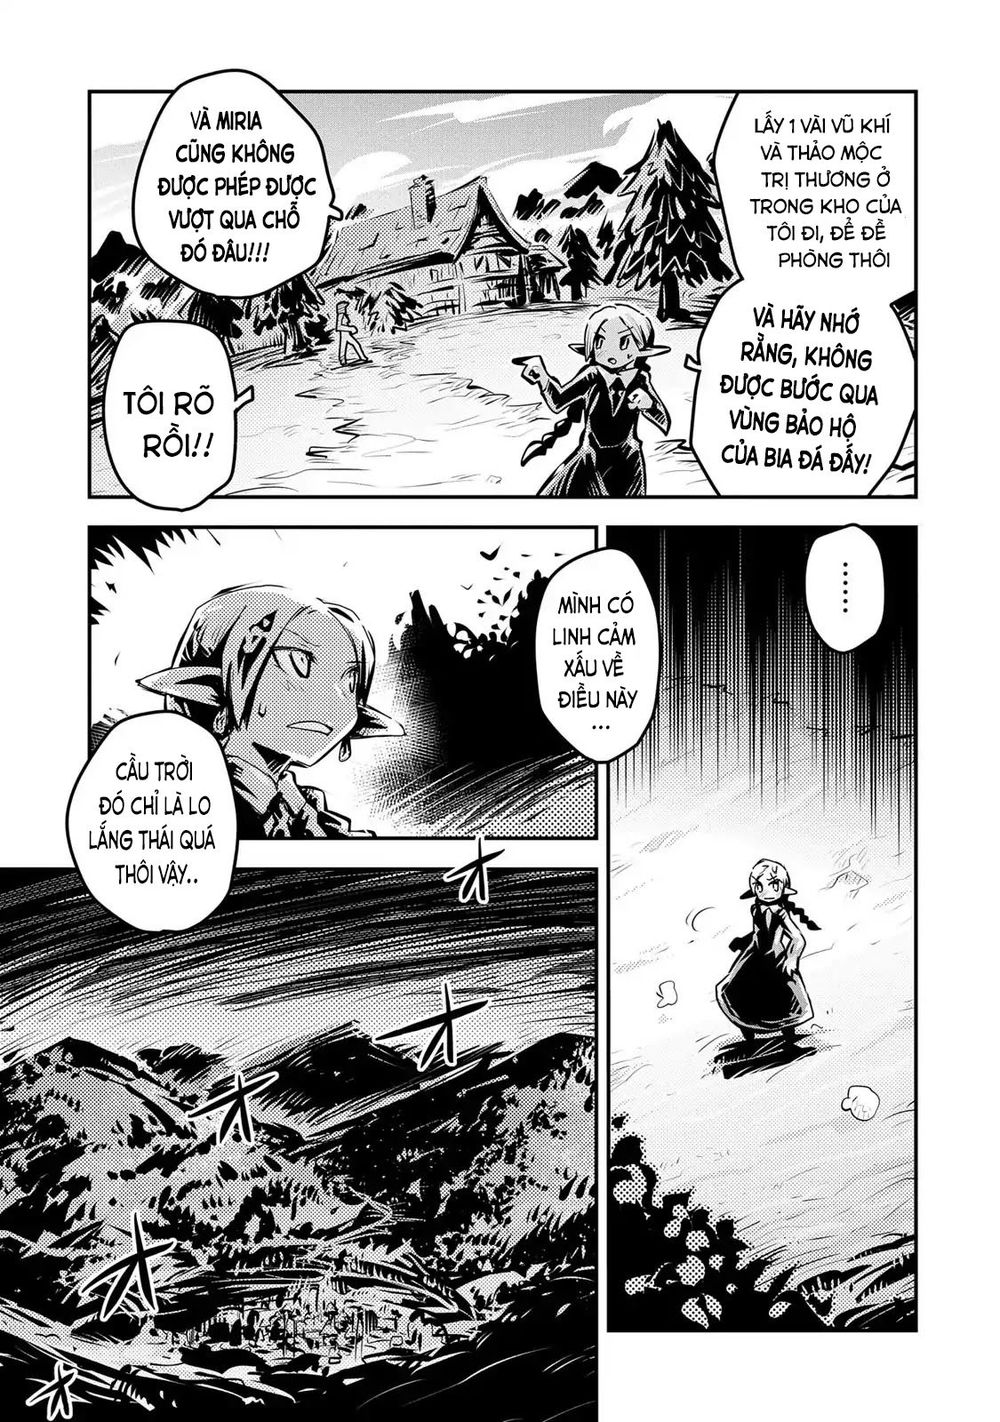 LẤY 1 VÀI VŨ KHÍ
VÀ THẢO MỘC
TRỊ THƯƠNG Ở
TRONG KHO CỦA
TÔI ĐI, ĐỂ ĐỀ
PHÒNG THÔI
VÀ HÃY NHỚ
RẰNG, KHÔNG
ĐƯỢC BƯỚC QUA
VÙNG BẢO HỘ
CỦA BIA ĐÁ ĐẤY!
VÀ MIRIA
CŨNG KHÔNG
ĐƯỢC PHÉP ĐƯỢC
VƯỢT QUA CHỖ
ĐÓ ĐÂU!!!
TÔI RÕ
RỒI!!
......
MÌNH CÓ
LINH CẢM
XẤU VỀ
ĐIỀU NÀY
...
CẦU TRỜI
ĐÓ CHỈ LÀ LO
LẮNG THÁI QUÁ
THÔI VẬY..